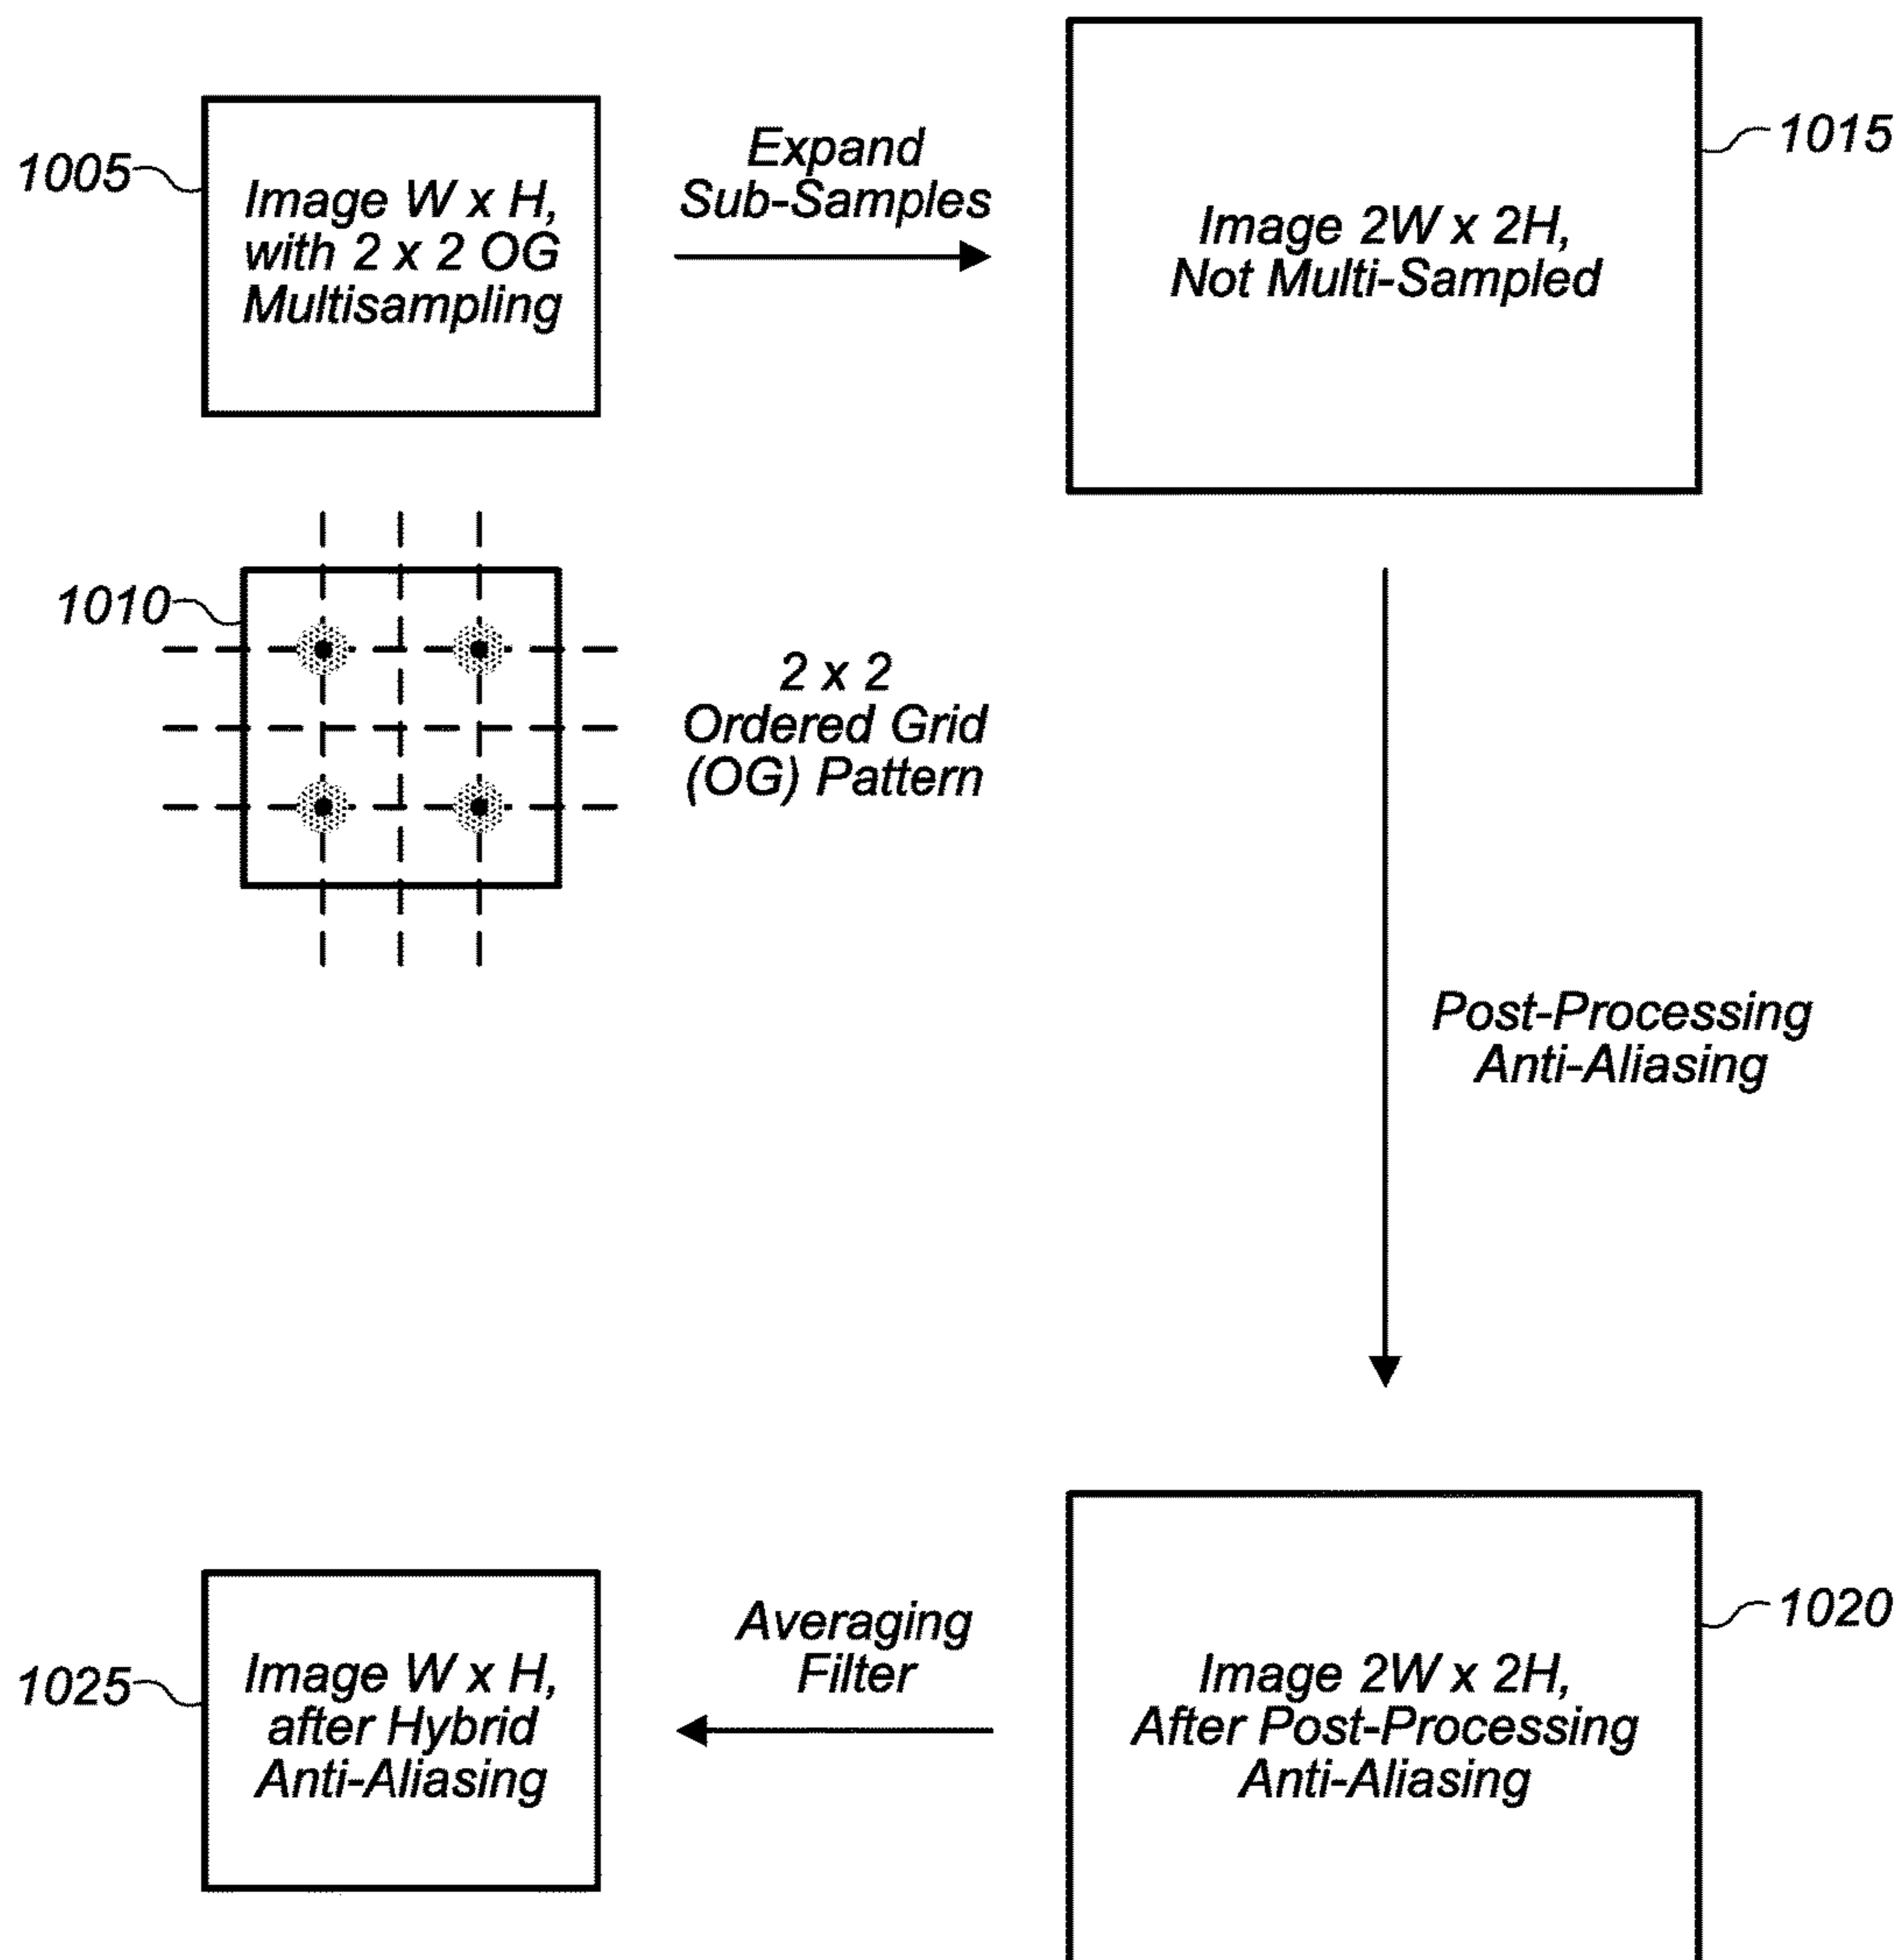 1005
Image W x H,
with 2 x 2 OG
Multisampling
Expand
Sub-Samples
1015
Image 2W x 2H,
Not Multi-Sampled
1010
2 x 2
Ordered Grid
(OG) Pattern
Post-Processing
Anti-Aliasing
1025
Image W x H,
after Hybrid
Anti-Aliasing
Averaging
Filter
1020
Image 2W x 2H,
After Post-Processing
Anti-Aliasing